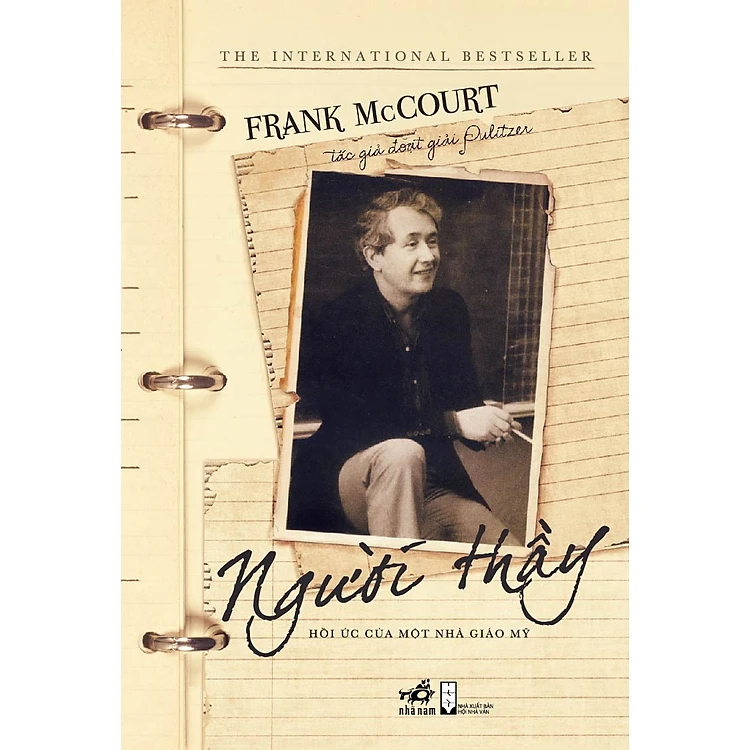 THE INTERNATIONAL BESTSELLER
FRANK McCOURT
tác giả đoạt giải Pulitzer
Người thầy
HỒI ỨC CỦA MỘT NHÀ GIÁO MỸ
nhã nam
NHÀ XUẤT BẢN
HỘI NHÀ VĂN